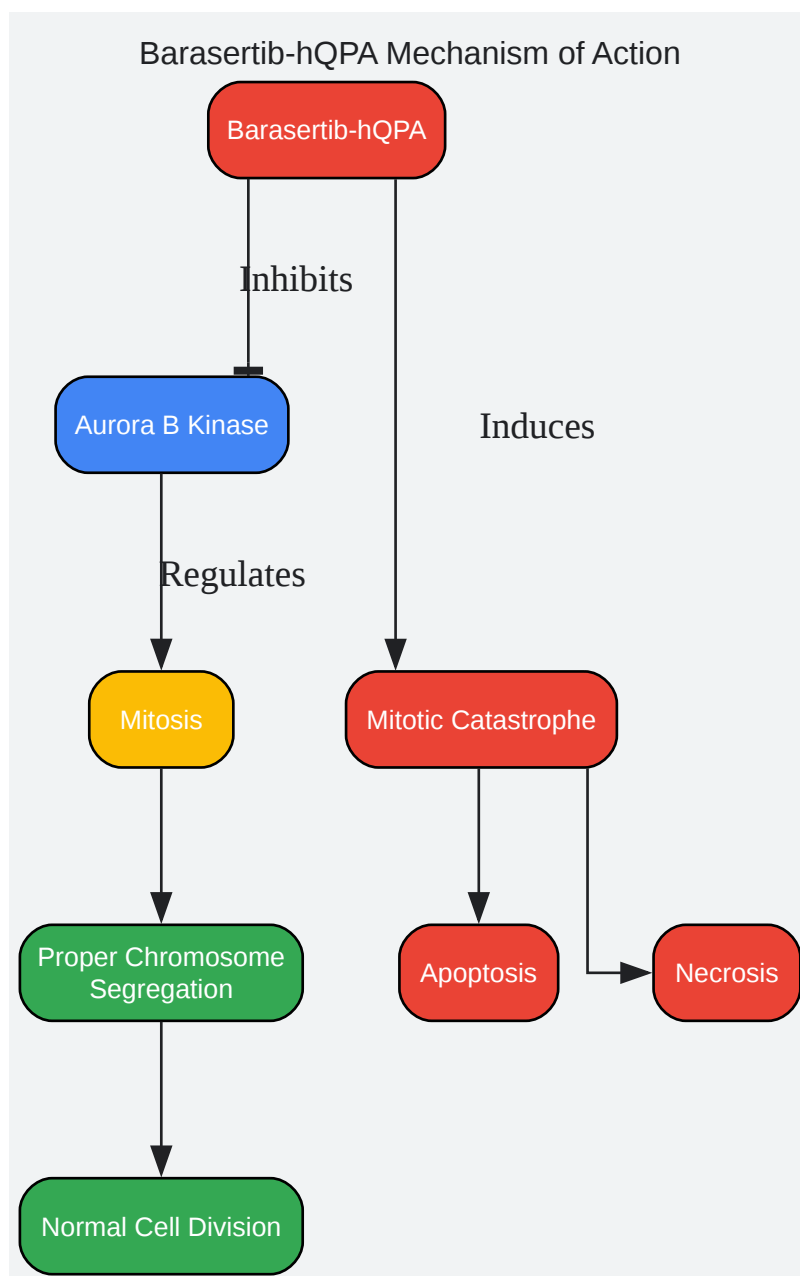 Barasertib-hQPA Mechanism of Action
Barasertib-hQPA
Inhibits
Aurora B Kinase
Induces
Regulates
Mitosis
Mitotic Catastrophe
Proper Chromosome
Segregation
Apoptosis
Necrosis
Normal Cell Division